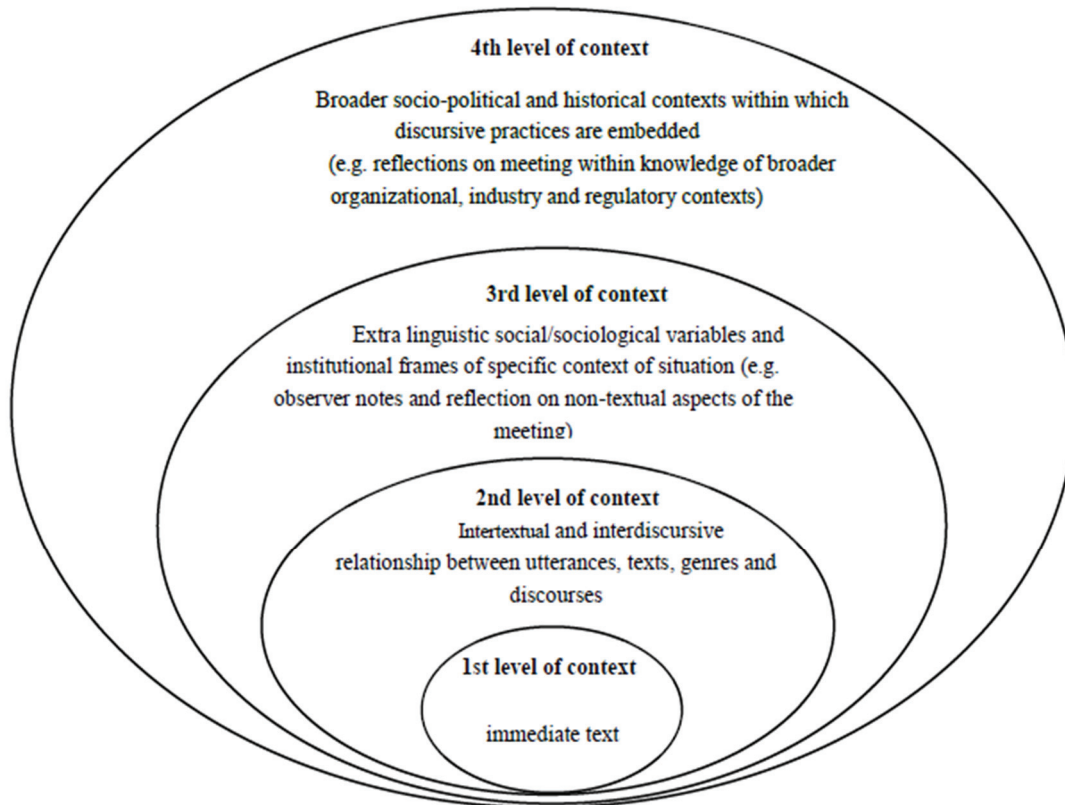 4th level of context
Broader socio-political and historical contexts within which
discursive practices are embedded
(e.g. reflections on meeting within knowledge of broader
organizational, industry and regulatory contexts)
3rd level of context
Extra linguistic social/sociological variables and
institutional frames of specific context of situation (e.g.
observer notes and reflection on non-textual aspects of the
meeting)
2nd level of context
Intertextual and interdiscursive
relationship between utterances, texts, genres and
discourses
1st level of context
immediate text